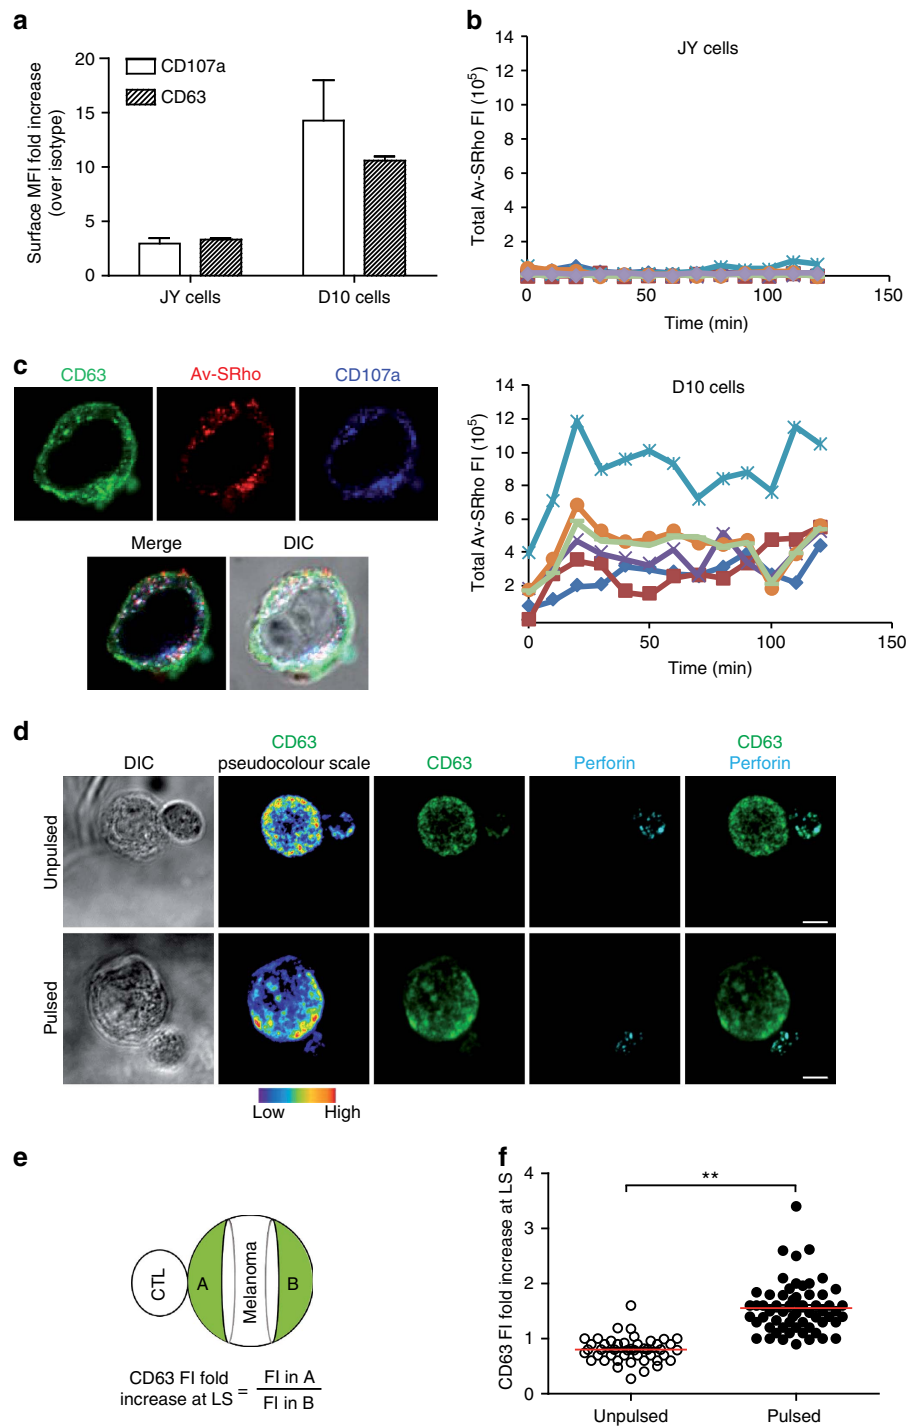 a
Surface MFI fold increase
(over isotype)
20
15
10
5
0
CD107a
CD63
JY cells
D10 cells
b
JY cells
Total Av-SRho FI (10⁵)
14
12
10
8
6
4
2
0
50
100
150
Time (min)
c
CD63
Av-SRho
CD107a
Merge
DIC
D10 cells
Total Av-SRho FI (10⁵)
14
12
10
8
6
4
2
0
50
100
150
Time (min)
d
DIC
CD63
pseudocolour scale
CD63
Perforin
CD63
Perforin
Unpulsed
Pulsed
Low
High
e
CTL
A
Melanoma
B
CD63 FI fold
increase at LS
=
FI in A
FI in B
f
CD63 FI fold increase at LS
4
3
2
1
0
**
Unpulsed
Pulsed